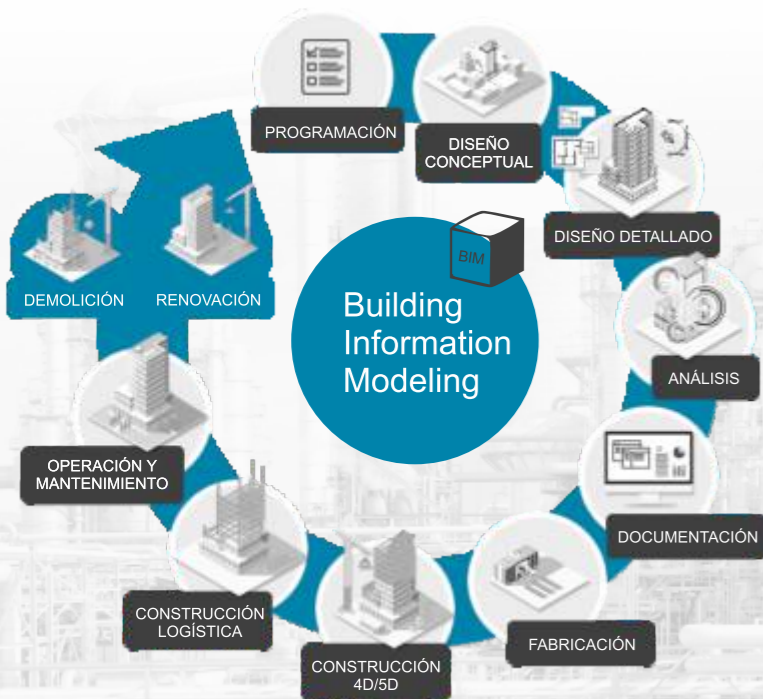 PROGRAMACIÓN
DISEÑO
CONCEPTUAL
DISEÑO DETALLADO
ANÁLISIS
DOCUMENTACIÓN
FABRICACIÓN
CONSTRUCCIÓN
4D/5D
CONSTRUCCIÓN
LOGÍSTICA
OPERACIÓN Y
MANTENIMIENTO
DEMOLICIÓN
RENOVACIÓN
BIM
Building
Information
Modeling